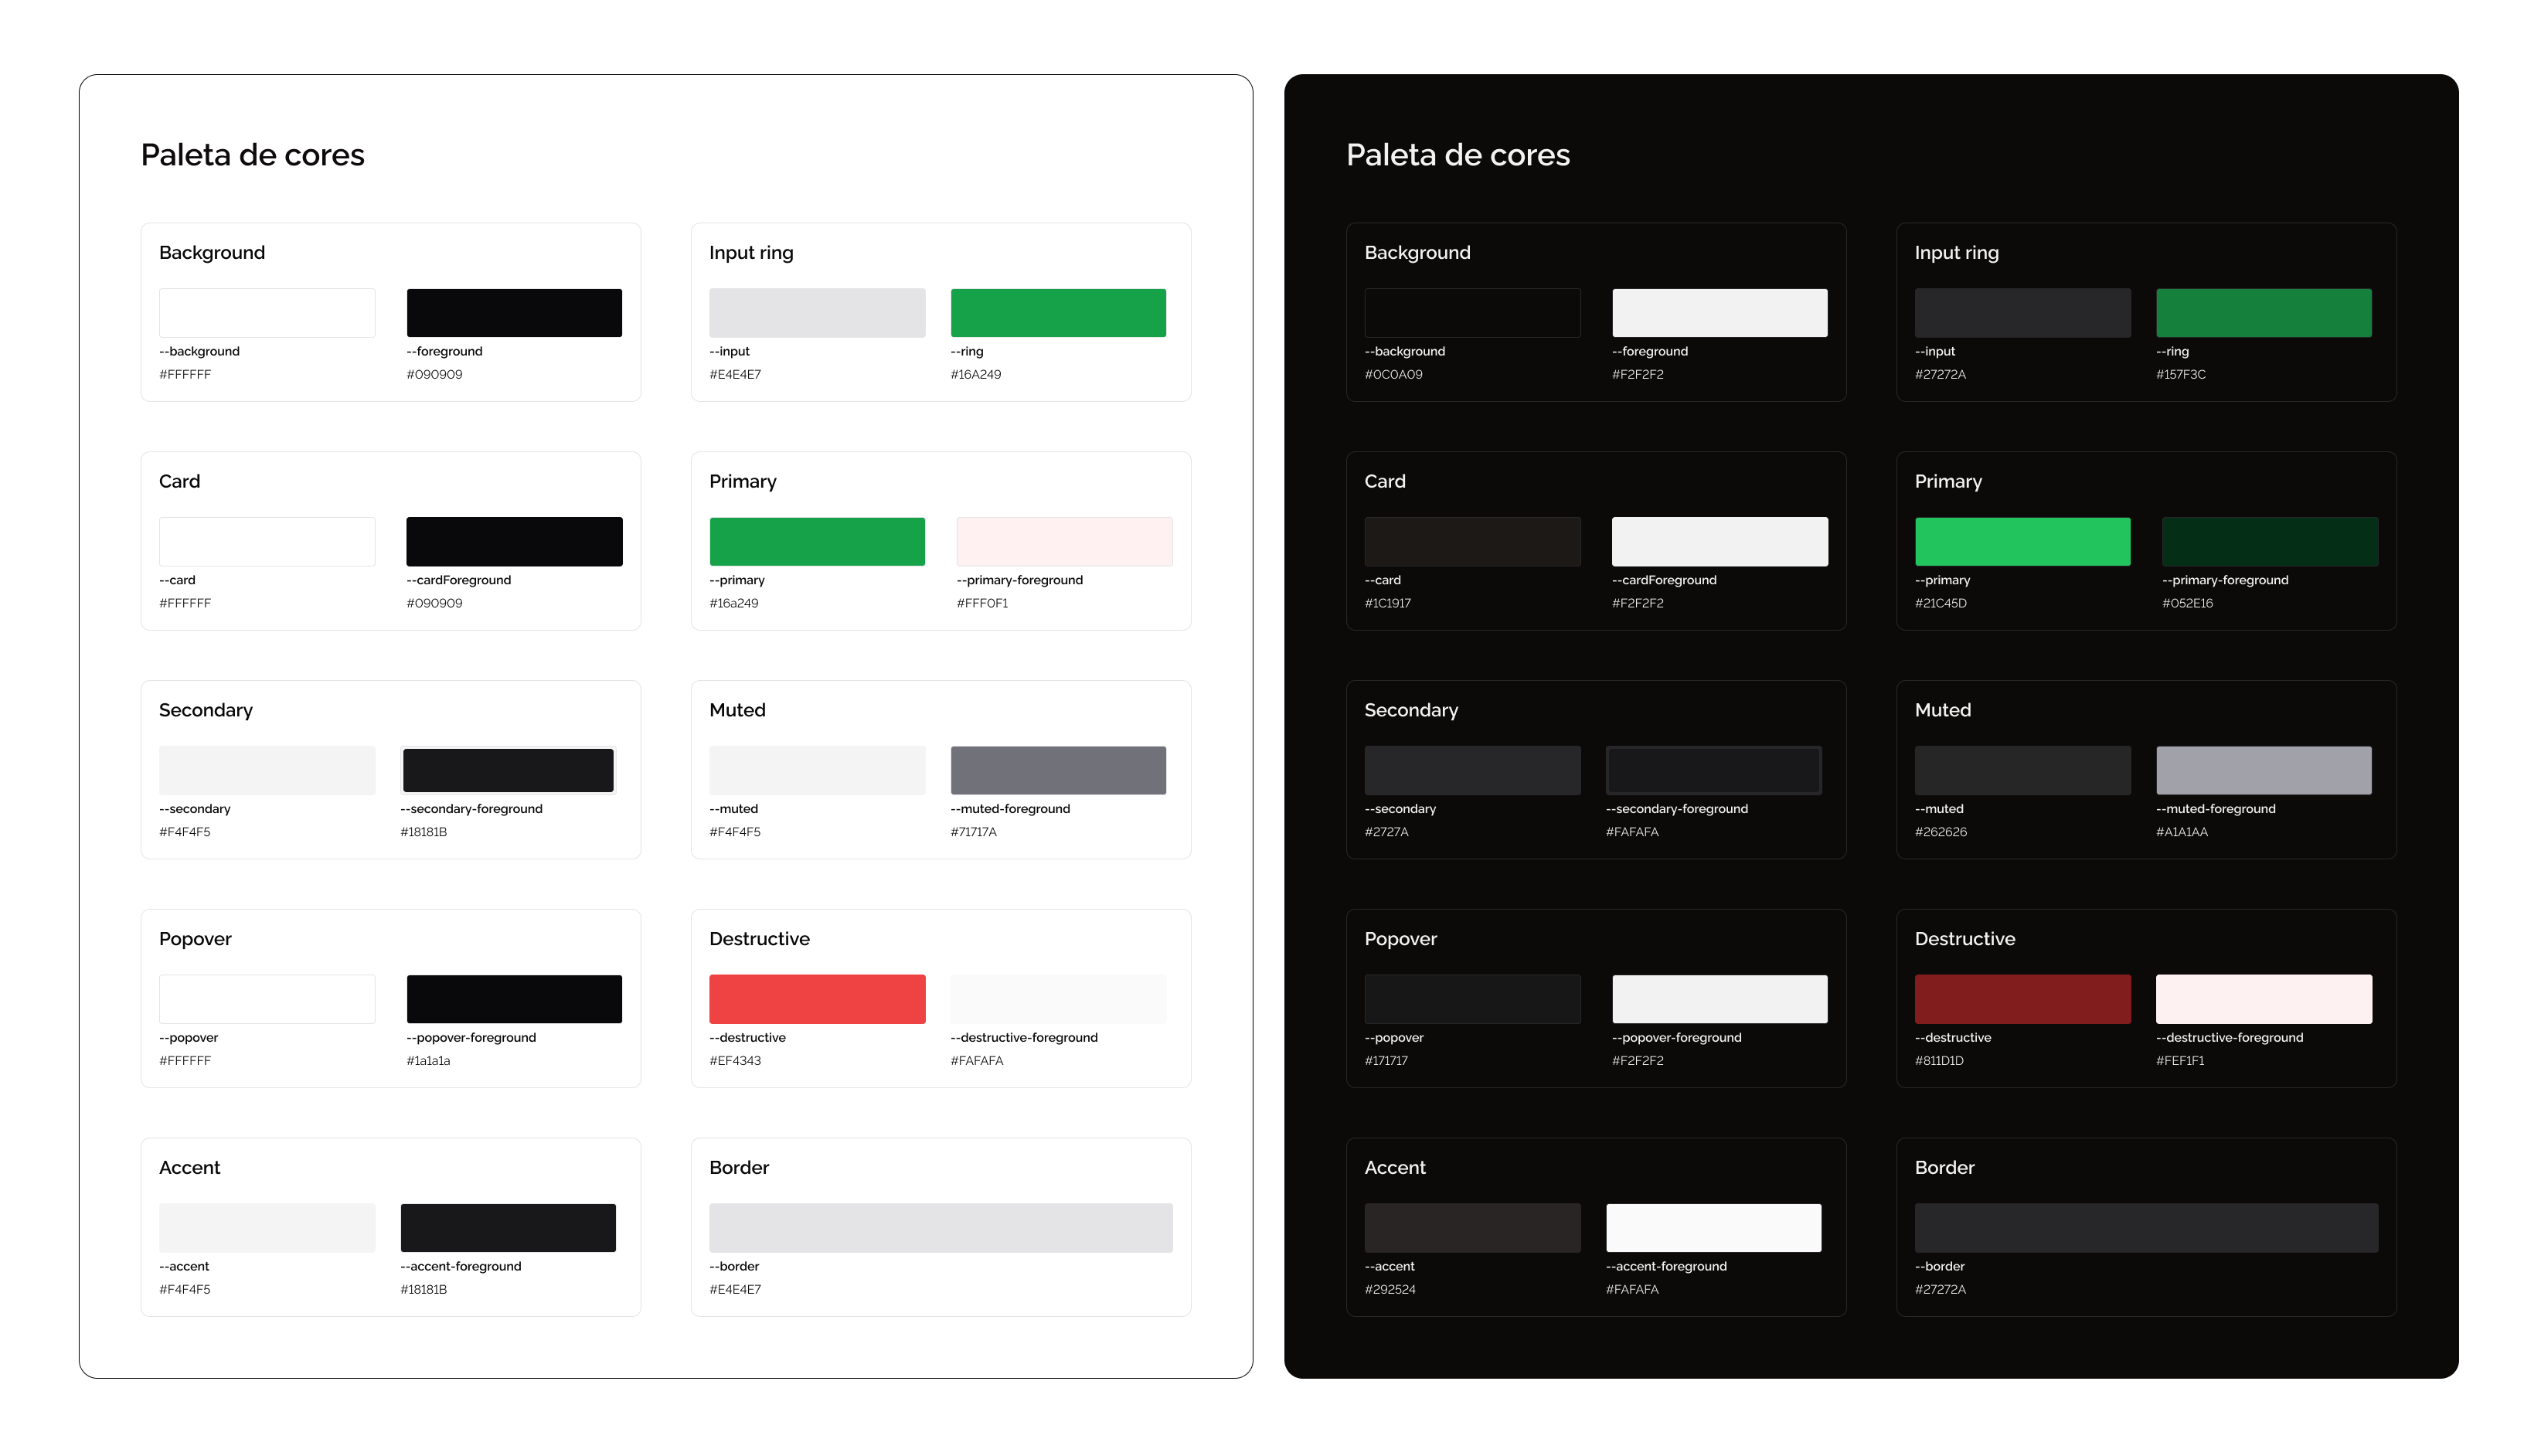 Paleta de cores
Background
--background
#FFFFFF
--foreground
#090909
Input ring
--input
#E4E4E7
--ring
#16A249
Card
--card
#FFFFFF
--cardForeground
#090909
Primary
--primary
#16a249
--primary-foreground
#FFF0F1
Secondary
--secondary
#F4F4F5
--secondary-foreground
#18181B
Muted
--muted
#F4F4F5
--muted-foreground
#71717A
Popover
--popover
#FFFFFF
--popover-foreground
#1a1a1a
Destructive
--destructive
#EF4343
--destructive-foreground
#FAFAFA
Accent
--accent
#F4F4F5
--accent-foreground
#18181B
Border
--border
#E4E4E7
Paleta de cores
Background
--background
#0C0A09
--foreground
#F2F2F2
Input ring
--input
#27272A
--ring
#157F3C
Card
--card
#1C1917
--cardForeground
#F2F2F2
Primary
--primary
#21C45D
--primary-foreground
#052E16
Secondary
--secondary
#2727A
--secondary-foreground
#FAFAFA
Muted
--muted
#262626
--muted-foreground
#A1A1AA
Popover
--popover
#171717
--popover-foreground
#F2F2F2
Destructive
--destructive
#811D1D
--destructive-foreground
#FEF1F1
Accent
--accent
#292524
--accent-foreground
#FAFAFA
Border
--border
#27272A